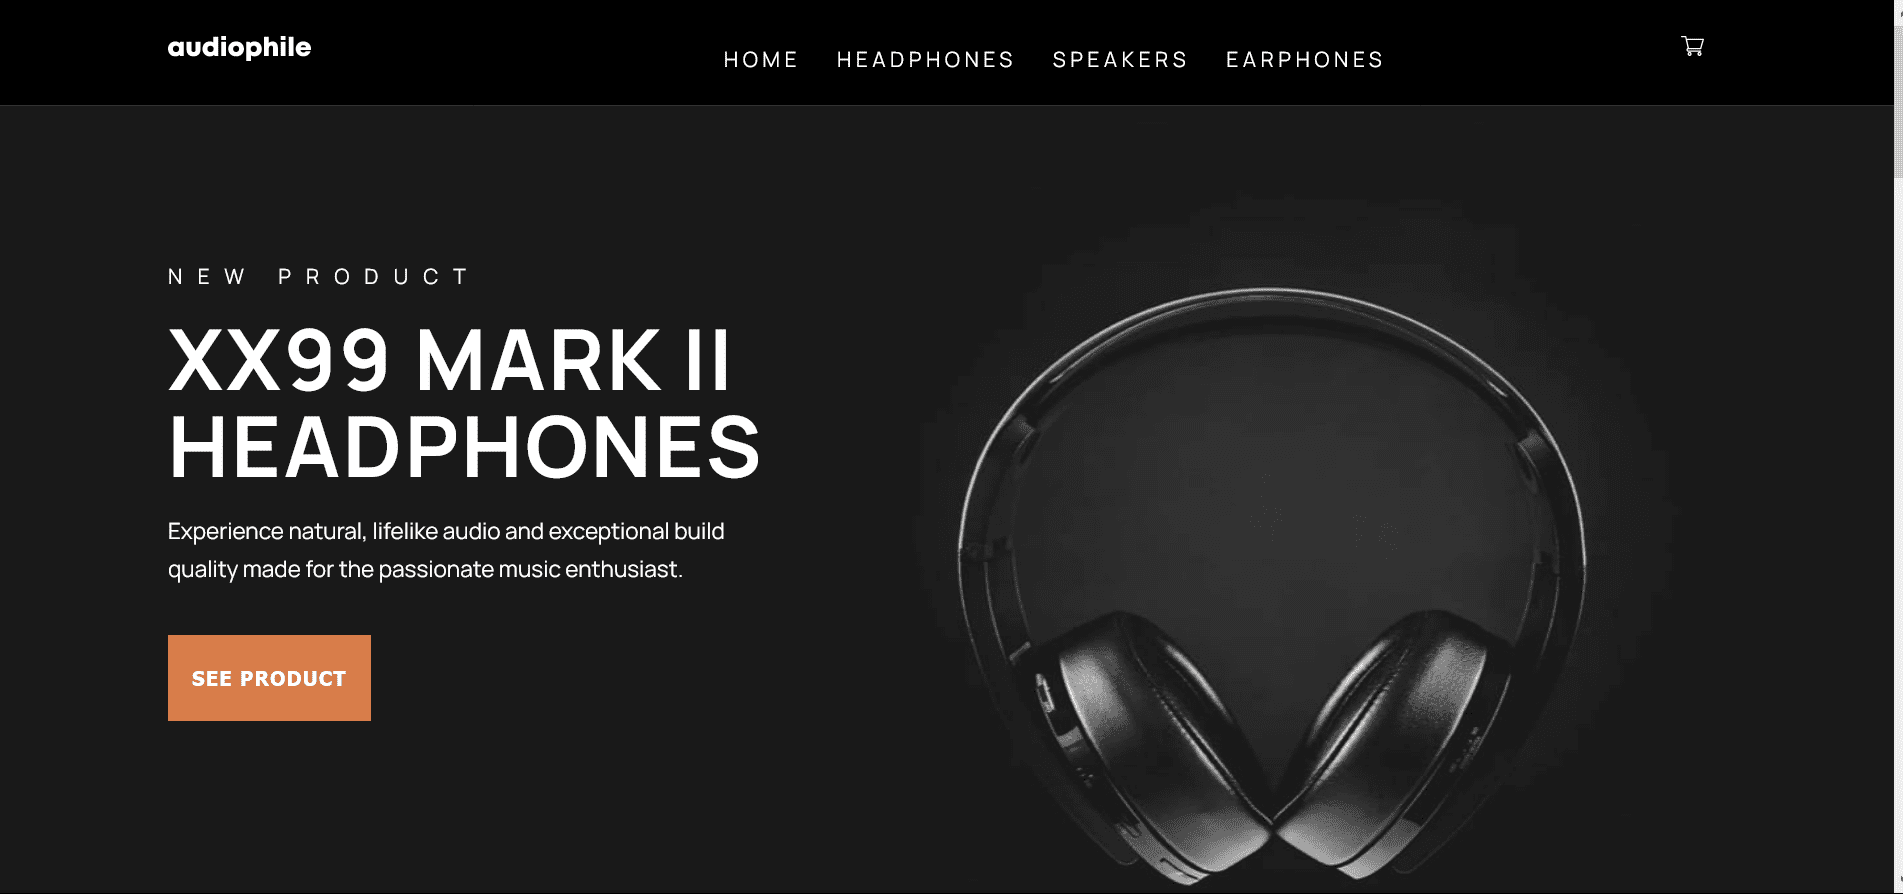 audiophile
HOME HEADPHONES SPEAKERS EARPHONES
NEW PRODUCT
XX99 MARK II
HEADPHONES
Experience natural, lifelike audio and exceptional build
quality made for the passionate music enthusiast.
SEE PRODUCT